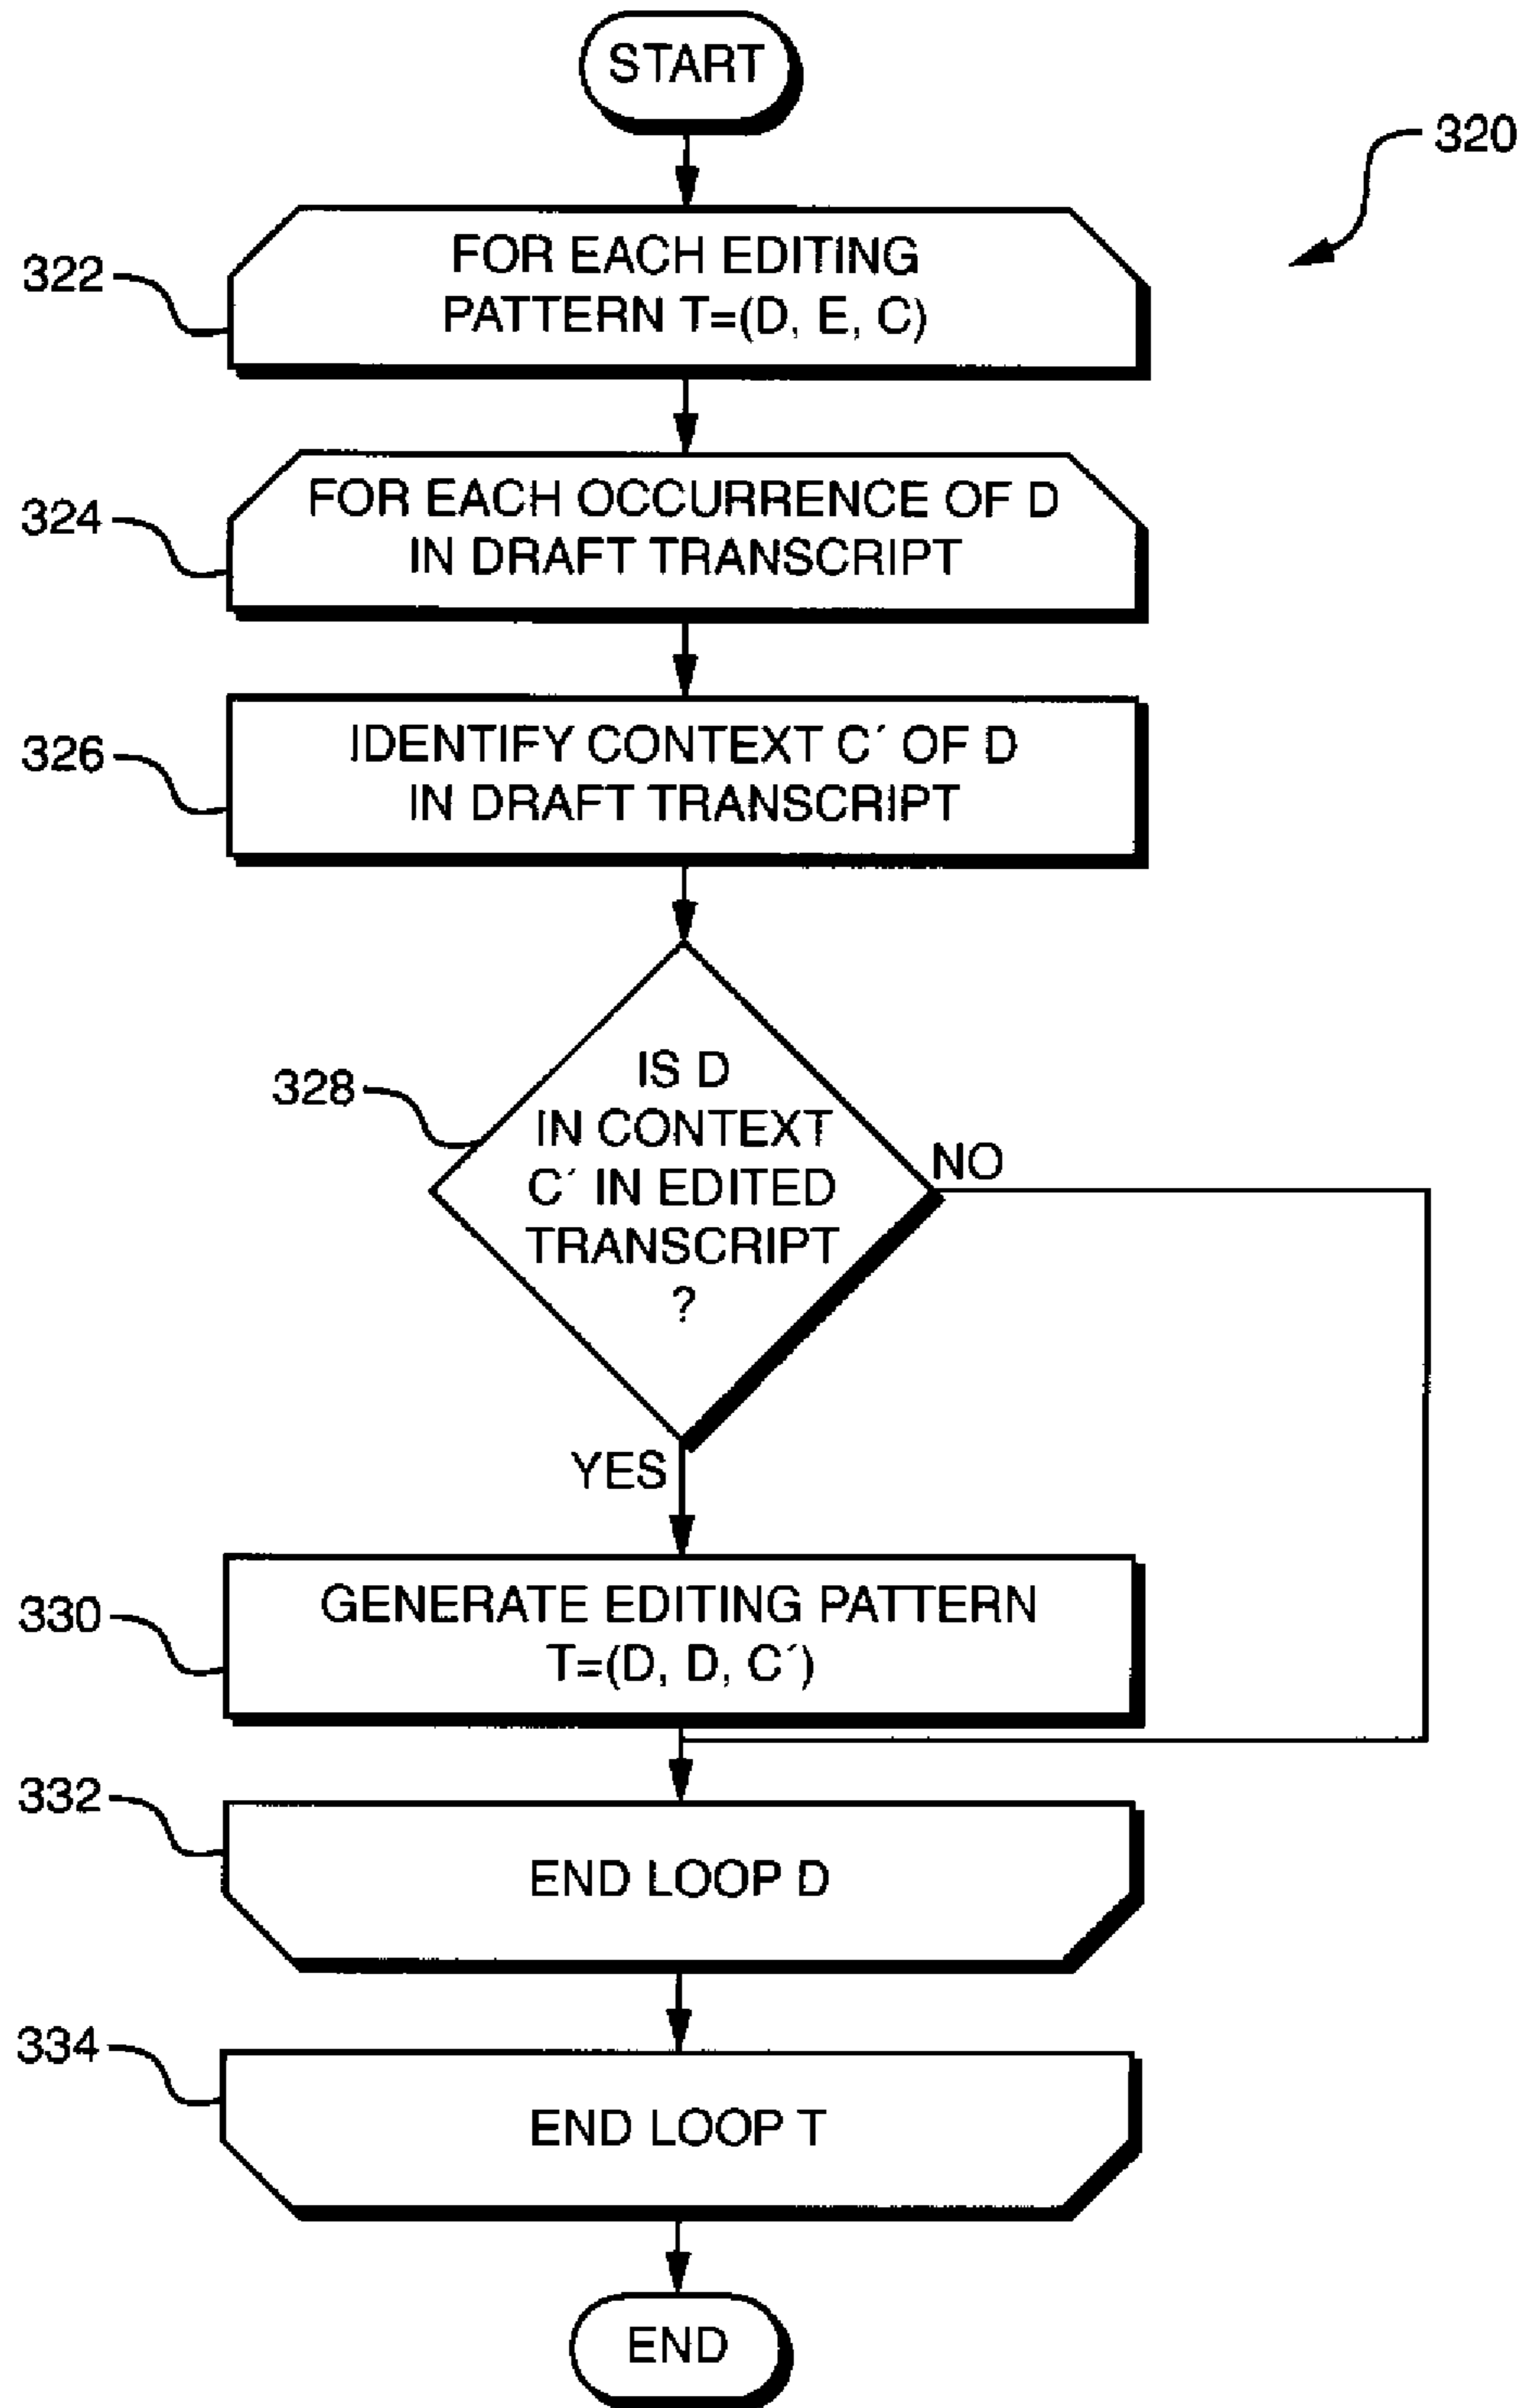 START
320
322
FOR EACH EDITING
PATTERN T=(D, E, C)
324
FOR EACH OCCURRENCE OF D
IN DRAFT TRANSCRIPT
326
IDENTIFY CONTEXT C´ OF D
IN DRAFT TRANSCRIPT
328
IS D
IN CONTEXT
C´ IN EDITED
TRANSCRIPT
?
NO
YES
330
GENERATE EDITING PATTERN
T=(D, D, C´)
332
END LOOP D
334
END LOOP T
END